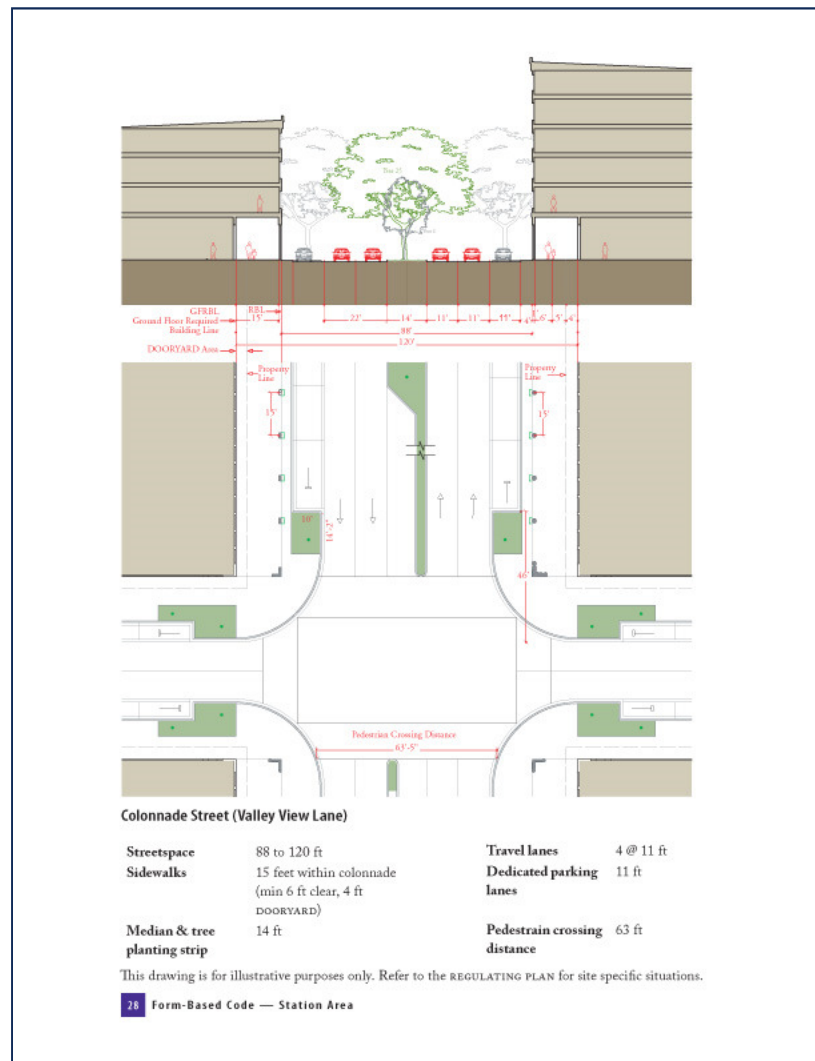 GFRBL
RBL
Ground Floor Required
Building Line
15'
22'
14'
11'
11'
6'
5'
4'
88'
120'
DOORYARD Area
Property
Line
Property
Line
15'
15'
10'
14'-2"
46'
Pedestrian Crossing Distance
63'-5"
Colonnade Street (Valley View Lane)
Streetspace 88 to 120 ft
Sidewalks 15 feet within colonnade
(min 6 ft clear, 4 ft
DOORYARD)
Median & tree 14 ft
planting strip
Travel lanes 4 @ 11 ft
Dedicated parking 11 ft
lanes
Pedestrain crossing 63 ft
distance
This drawing is for illustrative purposes only. Refer to the REGULATING PLAN for site specific situations.
28 Form-Based Code — Station Area